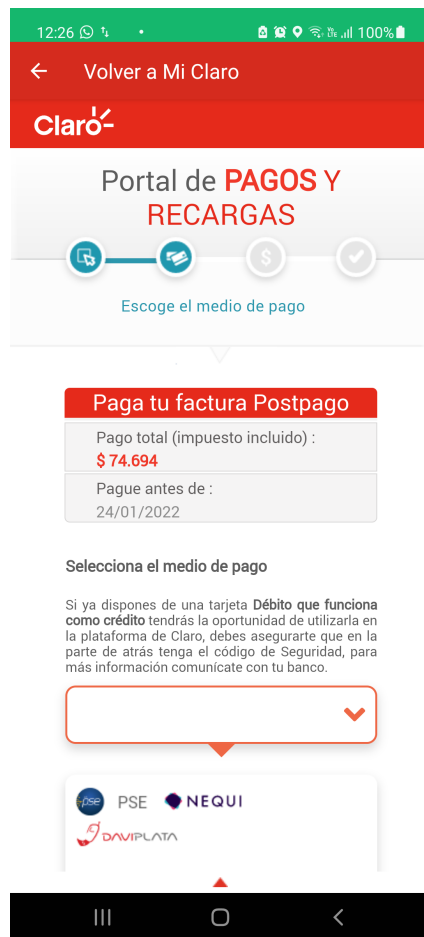 12:26
100%
Volver a Mi Claro
Claro
Portal de PAGOS Y
RECARGAS
$
Escoge el medio de pago
Paga tu factura Postpago
Pago total (impuesto incluido) :
$ 74.694
Pague antes de :
24/01/2022
Selecciona el medio de pago
Si ya dispones de una tarjeta Débito que funciona
como crédito tendrás la oportunidad de utilizarla en
la plataforma de Claro, debes asegurarte que en la
parte de atrás tenga el código de Seguridad, para
más información comunícate con tu banco.
pse PSE NEQUI
DAVIPLATA